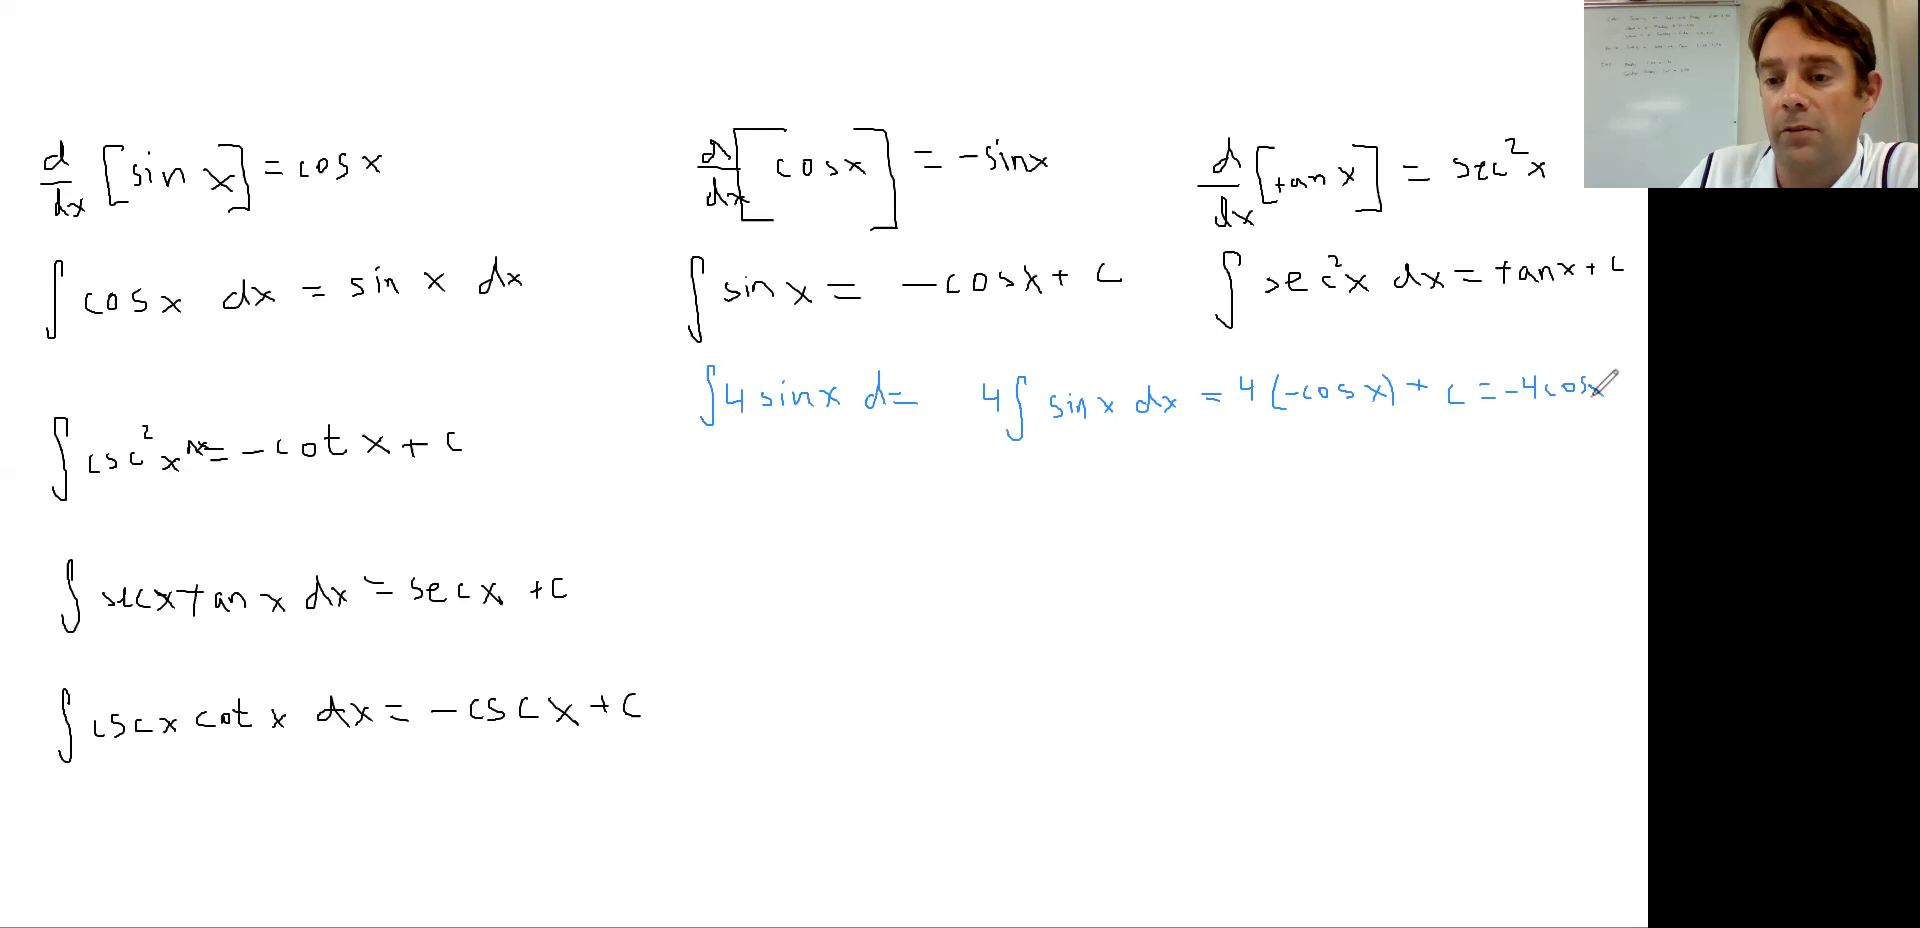 d/dx [sin x] = cos x
d/dx [cos x] = -sin x
d/dx [tan x] = sec²x
∫ cos x dx = sin x dx
∫ sin x = -cos x + C
∫ sec²x dx = tan x + C
∫ 4 sin x d= 4 ∫ sin x dx = 4 (-cos x) + C = -4 cos x
∫ csc²x dx = -cot x + C
∫ sec x tan x dx = sec x + C
∫ csc x cot x dx = -csc x + C